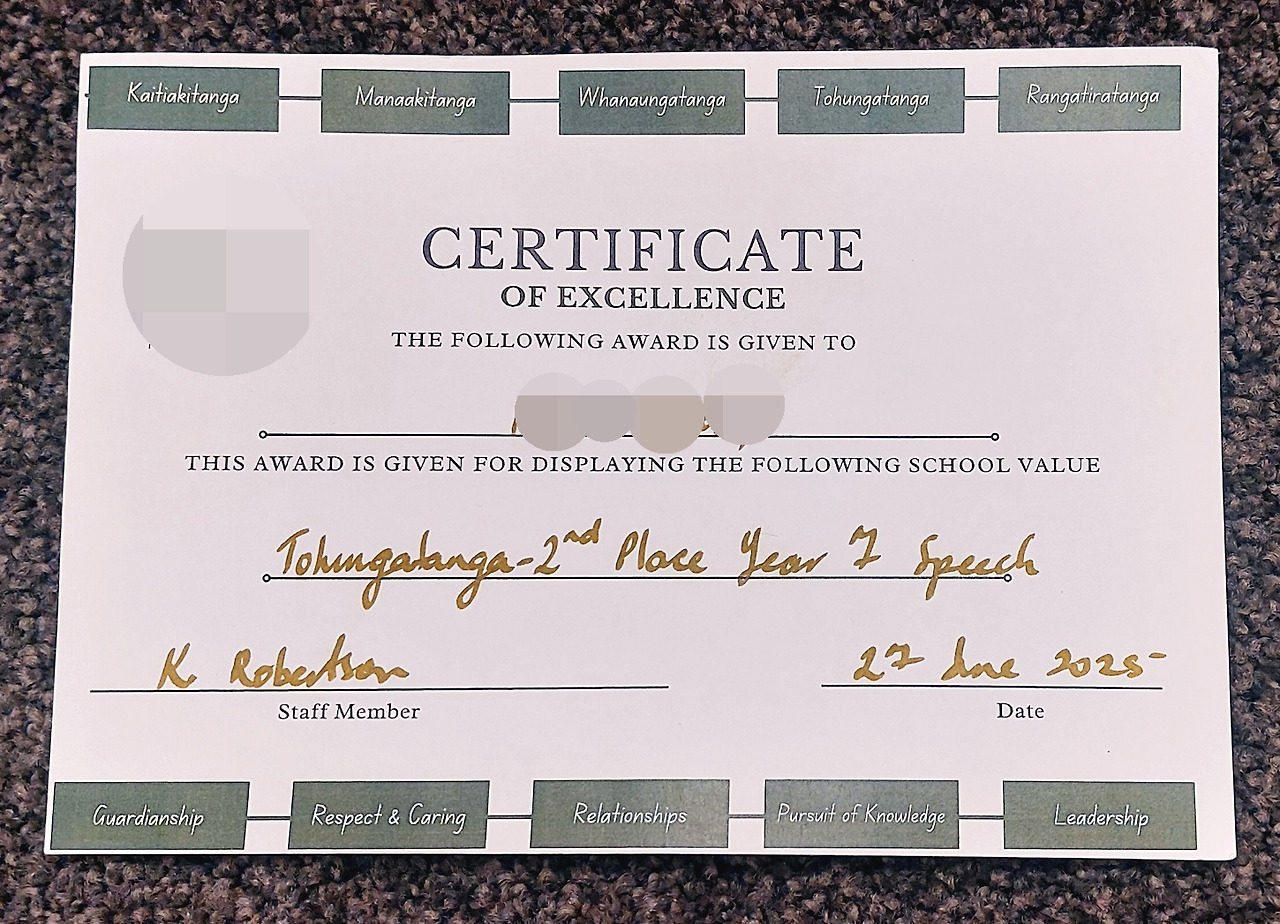 Kaitiakitanga Manaakitanga Whanaungatanga Tohungatanga Rangatiratanga
CERTIFICATE
OF EXCELLENCE
THE FOLLOWING AWARD IS GIVEN TO
THIS AWARD IS GIVEN FOR DISPLAYING THE FOLLOWING SCHOOL VALUE
Tohungatanga-2nd Place Year 7 Speech
K. Robertson 27 June 2025
Staff Member Date
Guardianship Respect & Caring Relationships Pursuit of Knowledge Leadership